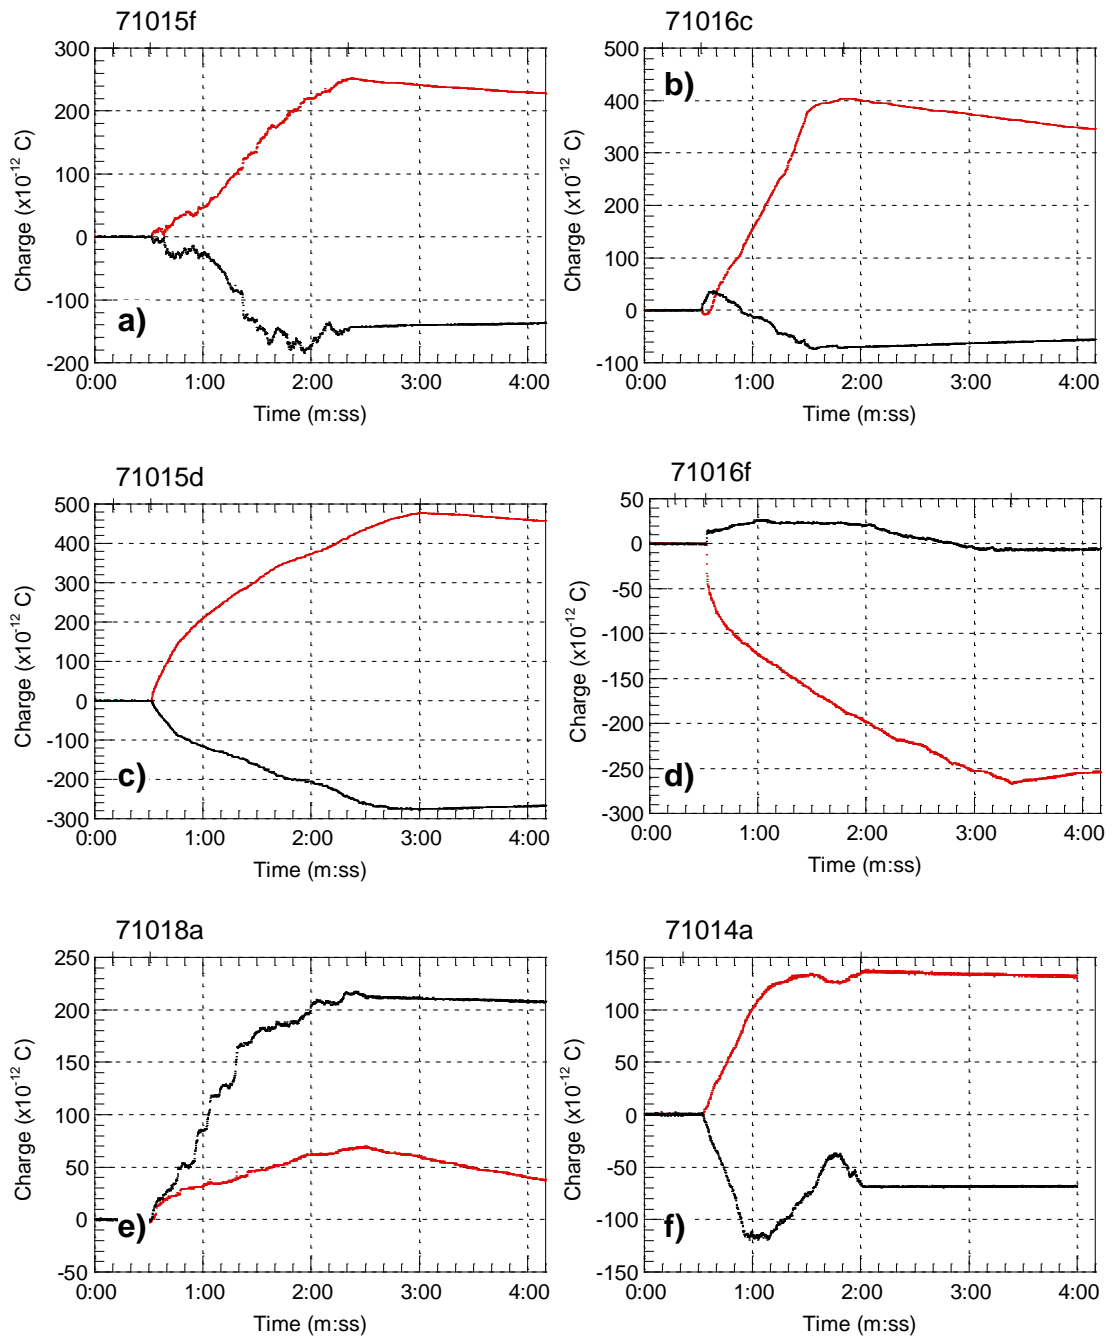 71015f
300
200
100
0
-100
-200
Charge (x10-12 C)
a)
0:00 1:00 2:00 3:00 4:00
Time (m:ss)
71016c
500
400
300
200
100
0
-100
Charge (x10-12 C)
b)
0:00 1:00 2:00 3:00 4:00
Time (m:ss)
71015d
500
400
300
200
100
0
-100
-200
-300
Charge (x10-12 C)
c)
0:00 1:00 2:00 3:00 4:00
Time (m:ss)
71016f
50
0
-50
-100
-150
-200
-250
-300
Charge (x10-12 C)
d)
0:00 1:00 2:00 3:00 4:00
Time (m:ss)
71018a
250
200
150
100
50
0
-50
Charge (x10-12 C)
e)
0:00 1:00 2:00 3:00 4:00
Time (m:ss)
71014a
150
100
50
0
-50
-100
-150
Charge (x10-12 C)
f)
0:00 1:00 2:00 3:00 4:00
Time (m:ss)